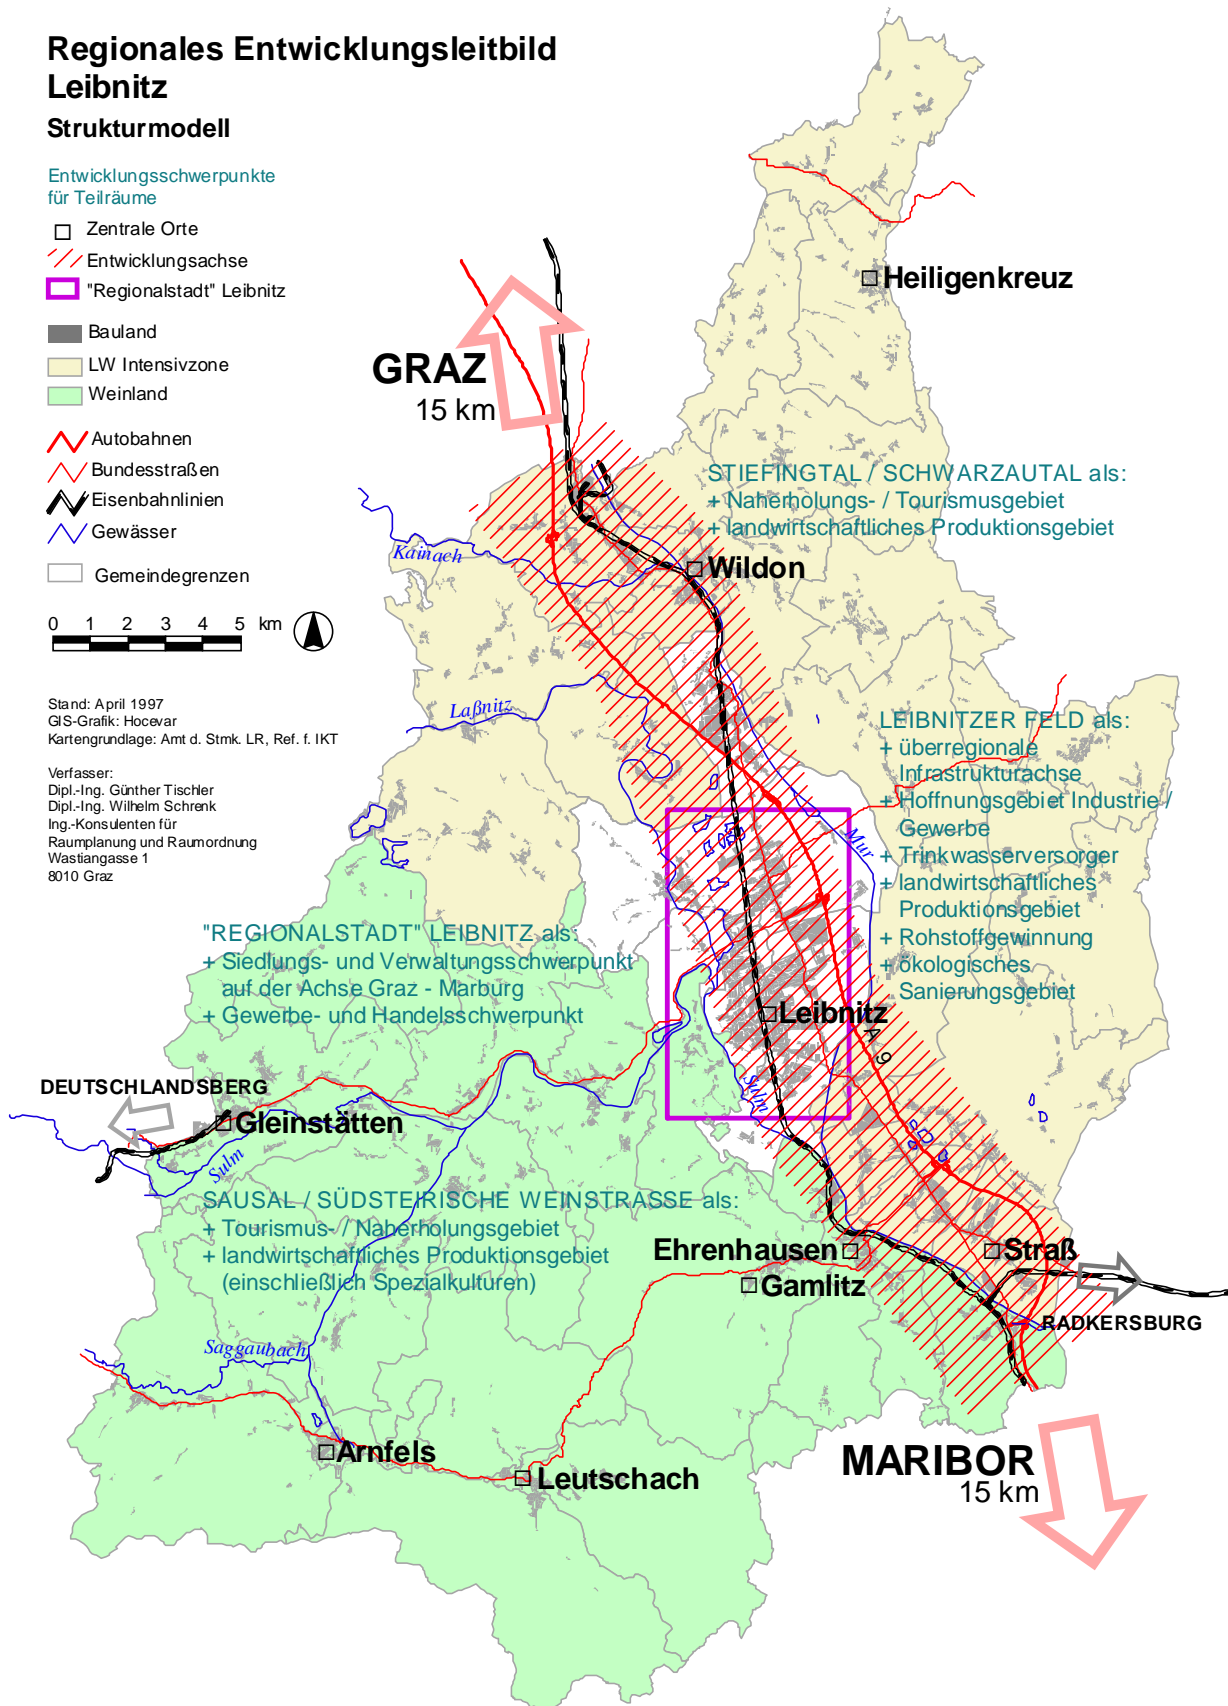 Regionales Entwicklungsleitbild
Leibnitz
Strukturmodell
Entwicklungsschwerpunkte
für Teilräume
Zentrale Orte
Entwicklungsachse
"Regionalstadt" Leibnitz
Bauland
LW Intensivzone
Weinland
Autobahnen
Bundesstraßen
Eisenbahnlinien
Gewässer
Gemeindegrenzen
0 1 2 3 4 5 km
Stand: April 1997
GIS-Grafik: Hocevar
Kartengrundlage: Amt d. Stmk. LR, Ref. f. IKT
Verfasser:
Dipl.-Ing. Günther Tischler
Dipl.-Ing. Wilhelm Schrenk
Ing.-Konsulenten für
Raumplanung und Raumordnung
Wastiangasse 1
8010 Graz
Heiligenkreuz
GRAZ
15 km
STIEFINGTAL / SCHWARZAUTAL als:
+ Naherholungs- / Tourismusgebiet
+ landwirtschaftliches Produktionsgebiet
Kainach
Wildon
Laßnitz
LEIBNITZER FELD als:
+ überregionale
Infrastrukturachse
+ Hoffnungsgebiet Industrie /
Gewerbe
+ Trinkwasserversorger
+ landwirtschaftliches
Produktionsgebiet
+ Rohstoffgewinnung
+ ökologisches
Sanierungsgebiet
Mur
"REGIONALSTADT" LEIBNITZ als:
+ Siedlungs- und Verwaltungsschwerpunkt
auf der Achse Graz - Marburg
+ Gewerbe- und Handelsschwerpunkt
Leibnitz
A 9
Sulm
DEUTSCHLANDSBERG
Gleinstätten
Sulm
SAUSAL / SÜDSTEIRISCHE WEINSTRASSE als:
+ Tourismus- / Naherholungsgebiet
+ landwirtschaftliches Produktionsgebiet
(einschließlich Spezialkultüren)
Ehrenhausen
Straß
Gamlitz
RADKERSBURG
Saggaubach
Arnfels
Leutschach
MARIBOR
15 km